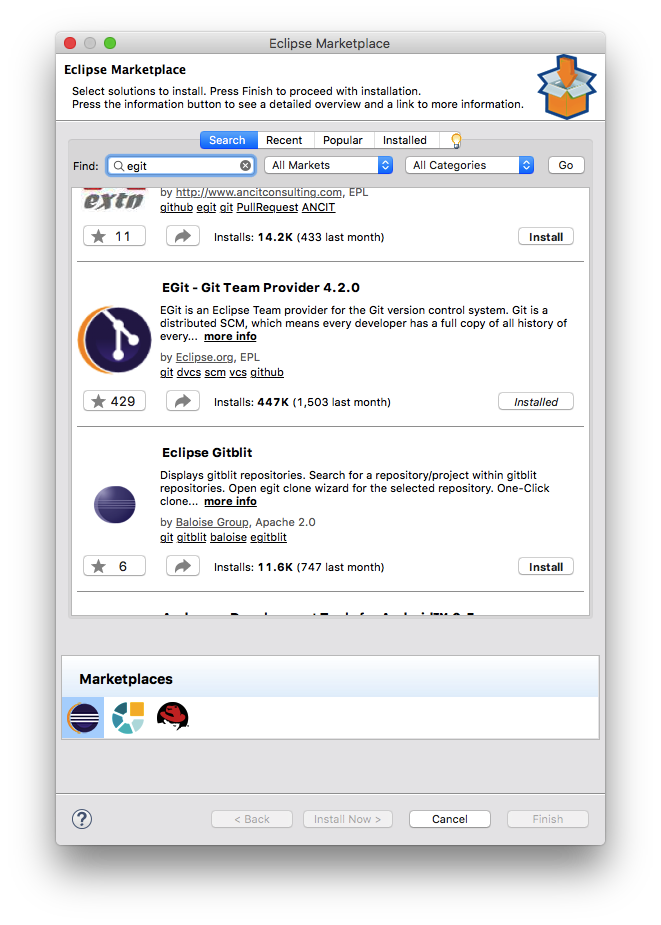 Eclipse Marketplace
Eclipse Marketplace
Select solutions to install. Press Finish to proceed with installation.
Press the information button to see a detailed overview and a link to more information.
Search Recent Popular Installed
Find: egit All Markets All Categories Go
extn
by http://www.ancitconsulting.com, EPL
github egit git PullRequest ANCIT
11 Installs: 14.2K (433 last month) Install
EGit - Git Team Provider 4.2.0
EGit is an Eclipse Team provider for the Git version control system. Git is a
distributed SCM, which means every developer has a full copy of all history of
every... more info
by Eclipse.org, EPL
git dvcs scm vcs github
429 Installs: 447K (1,503 last month) Installed
Eclipse Gitblit
Displays gitblit repositories. Search for a repository/project within gitblit
repositories. Open egit clone wizard for the selected repository. One-Click
clone... more info
by Baloise Group, Apache 2.0
git gitblit baloise egitblit
6 Installs: 11.6K (747 last month) Install
Marketplaces
? < Back Install Now > Cancel Finish